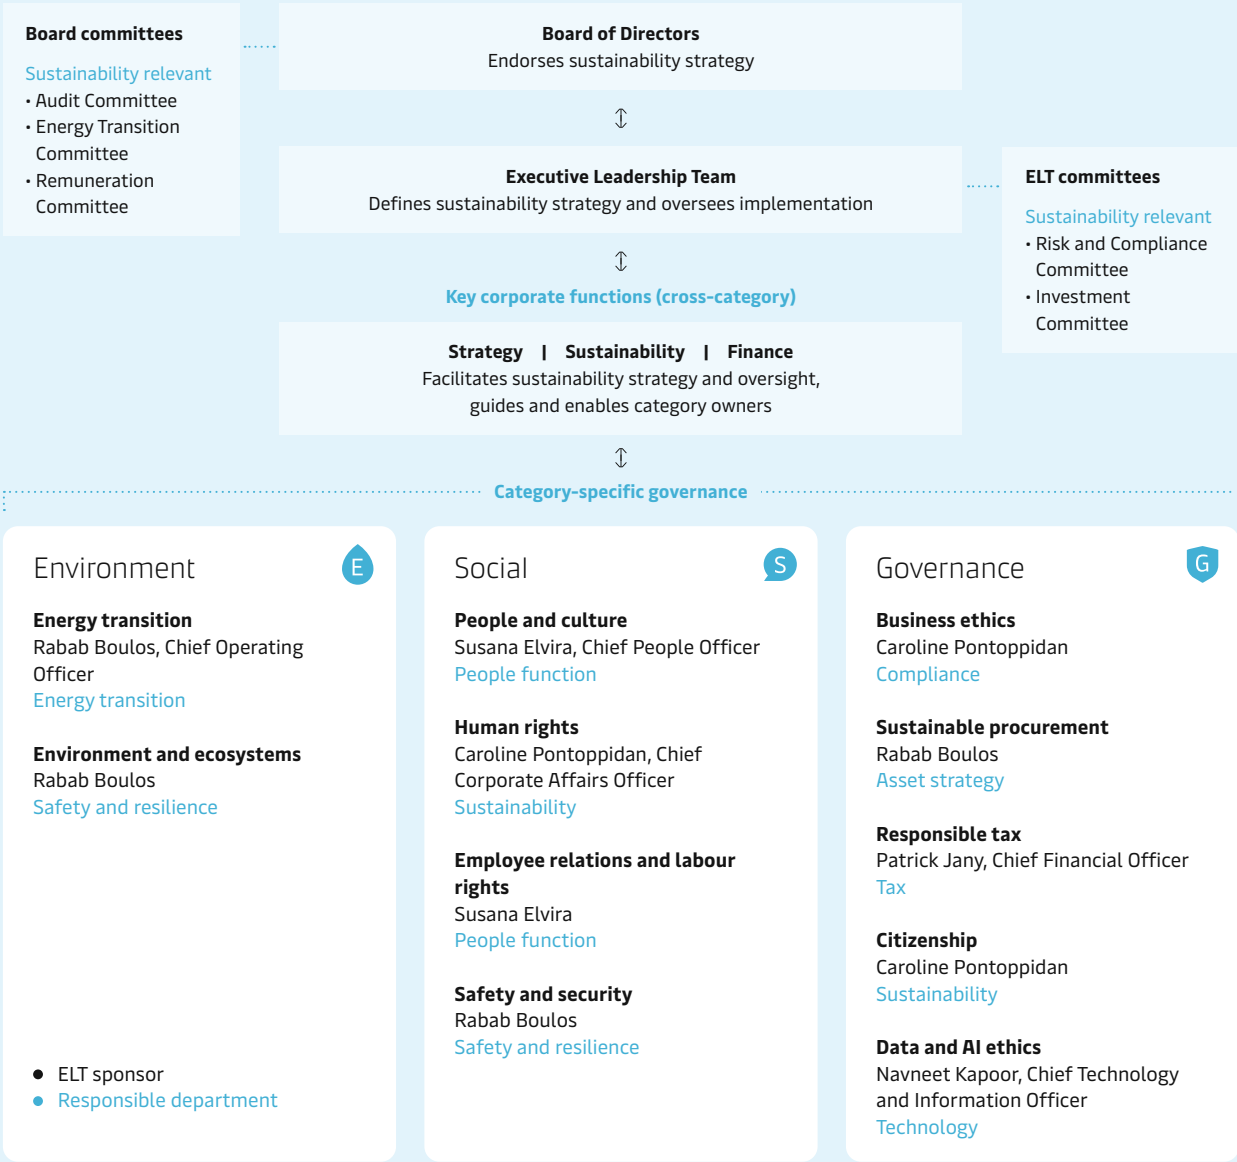 Board committees
Sustainability relevant
• Audit Committee
• Energy Transition
Committee
• Remuneration
Committee
Board of Directors
Endorses sustainability strategy
Executive Leadership Team
Defines sustainability strategy and oversees implementation
ELT committees
Sustainability relevant
• Risk and Compliance
Committee
• Investment
Committee
Key corporate functions (cross-category)
Strategy | Sustainability | Finance
Facilitates sustainability strategy and oversight,
guides and enables category owners
Category-specific governance
Environment
E
Energy transition
Rabab Boulos, Chief Operating
Officer
Energy transition
Environment and ecosystems
Rabab Boulos
Safety and resilience
• ELT sponsor
• Responsible department
Social
S
People and culture
Susana Elvira, Chief People Officer
People function
Human rights
Caroline Pontoppidan, Chief
Corporate Affairs Officer
Sustainability
Employee relations and labour
rights
Susana Elvira
People function
Safety and security
Rabab Boulos
Safety and resilience
Governance
G
Business ethics
Caroline Pontoppidan
Compliance
Sustainable procurement
Rabab Boulos
Asset strategy
Responsible tax
Patrick Jany, Chief Financial Officer
Tax
Citizenship
Caroline Pontoppidan
Sustainability
Data and AI ethics
Navneet Kapoor, Chief Technology
and Information Officer
Technology